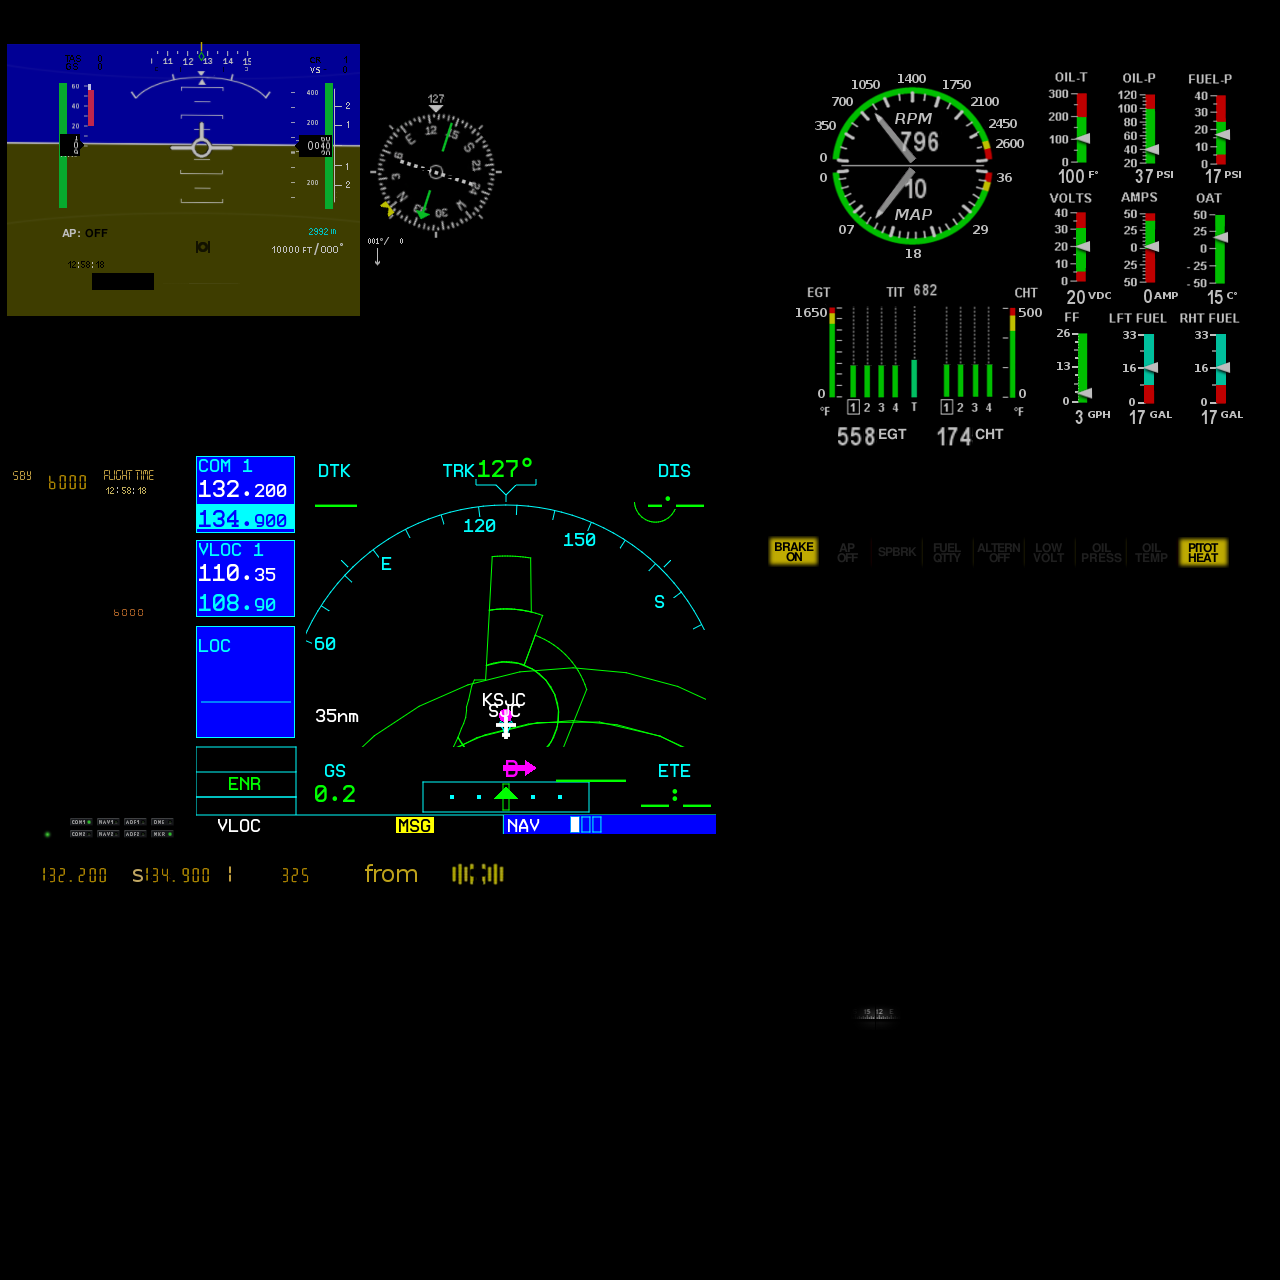 11 12 13 14 15
VS
60
40
20
400
200
200
2
1
1
2
AP: OFF
2992 in
10000 FT/000°
12:58:18
127
12 15 S 21 24 W 30 33 N 3 6 E
001°/ 0
RPM
796
0 350 700 1050 1400 1750 2100 2450 2600
10
MAP
0 07 18 29 36
OIL-T
300
200
100
0
100 F°
OIL-P
120
100
80
60
40
20
37 PSI
FUEL-P
40
30
20
10
0
17 PSI
VOLTS
40
30
20
10
0
20 VDC
AMPS
50
25
0
25
50
0 AMP
OAT
50
25
0
-25
-50
15 C°
FF
26
13
0
3 GPH
LFT FUEL
33
16
0
17 GAL
RHT FUEL
33
16
0
17 GAL
EGT
TIT 682
CHT
1650
500
0
0
°F 1 2 3 4 T 1 2 3 4 °F
558 EGT
174 CHT
SBY
6000
FLIGHT TIME
12:58:18
6000
COM 1
132.200
134.900
VLOC 1
110.35
108.90
LOC
ENR
VLOC
MSG
NAV
DTK
TRK 127°
DIS
60 E 120 150 S
35nm
KSJC
SJC
D
GS
0.2
ETE
BRAKE ON
AP OFF
SPBRK
FUEL QTY
ALTERN OFF
LOW VOLT
OIL PRESS
OIL TEMP
PITOT HEAT
COM1 NAV1 ADF1 DME
COM2 NAV2 ADF2 MKR
132.200 S134.900 1 325 from
15 12 E